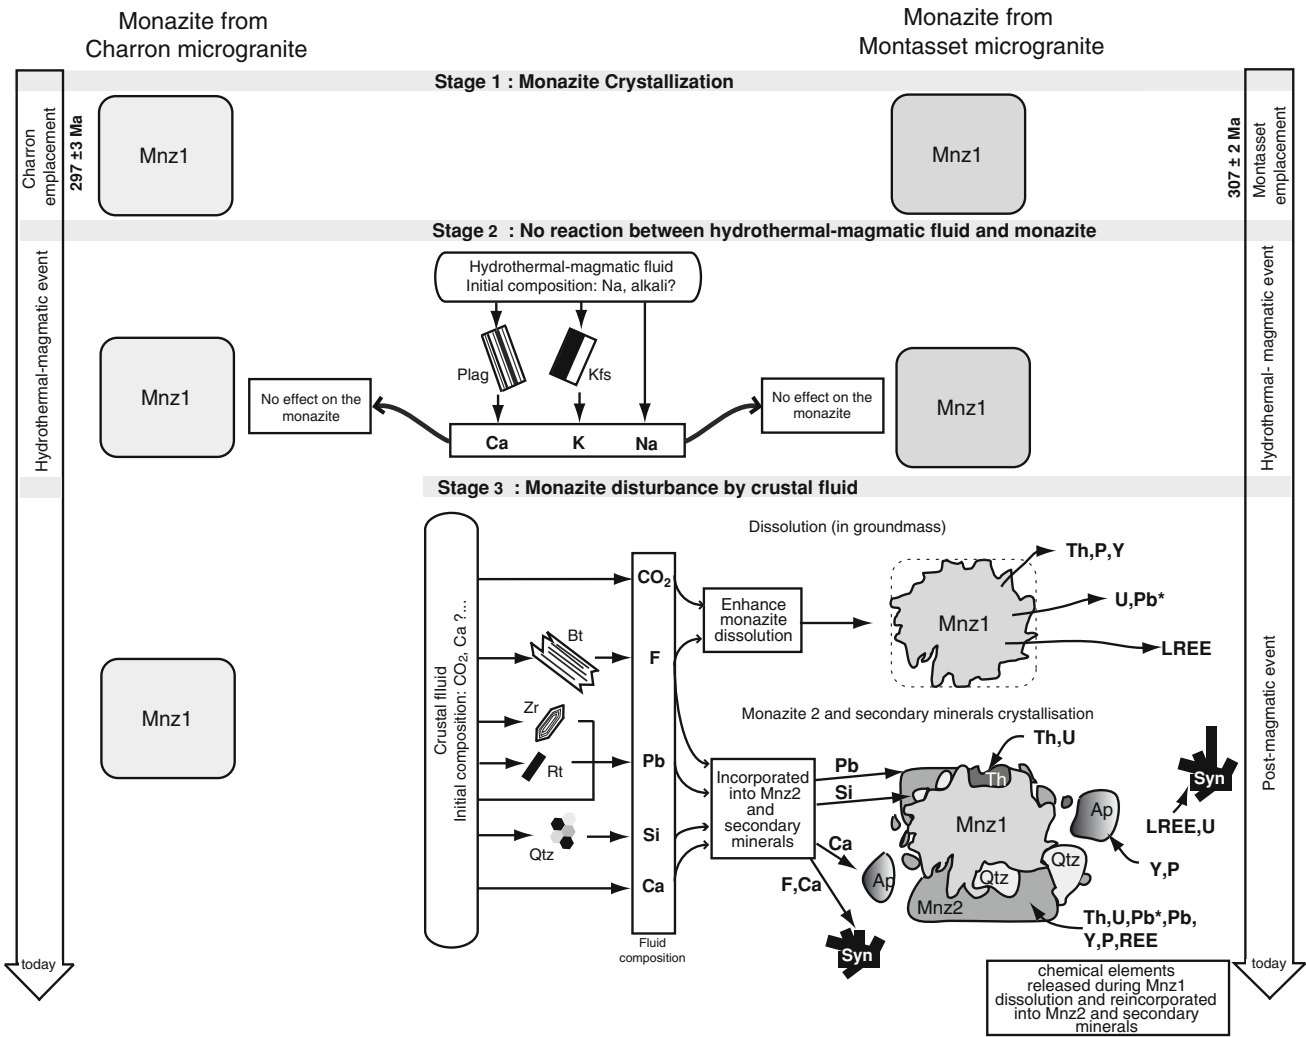 Monazite from
Charron microgranite
Monazite from
Montasset microgranite
Stage 1 : Monazite Crystallization
Charron
emplacement
297 ±3 Ma
Mnz1
Mnz1
307 ± 2 Ma
Montasset
emplacement
Stage 2 : No reaction between hydrothermal-magmatic fluid and monazite
Hydrothermal-magmatic event
Hydrothermal-magmatic fluid
Initial composition: Na, alkali?
Plag
Kfs
Mnz1
No effect on the
monazite
Ca K Na
No effect on the
monazite
Mnz1
Hydrothermal- magmatic event
Stage 3 : Monazite disturbance by crustal fluid
Mnz1
Crustal flluid
Initial composition: CO2, Ca ?...
Bt
Zr
Rt
Qtz
CO2
F
Pb
Si
Ca
Fluid
composition
Dissolution (in groundmass)
Enhance
monazite
dissolution
Mnz1
Th,P,Y
U,Pb*
LREE
Monazite 2 and secondary minerals crystallisation
Incorporated
into Mnz2
and
secondary
minerals
Pb
Si
Ca
F,Ca
Th,U
Th
Mnz1
Ap
Ap
Qtz
Qtz
Mnz2
Syn
Syn
LREE,U
Y,P
Th,U,Pb*,Pb,
Y,P,REE
Post-magmatic event
today
today
chemical elements
released during Mnz1
dissolution and reincorporated
into Mnz2 and secondary
minerals